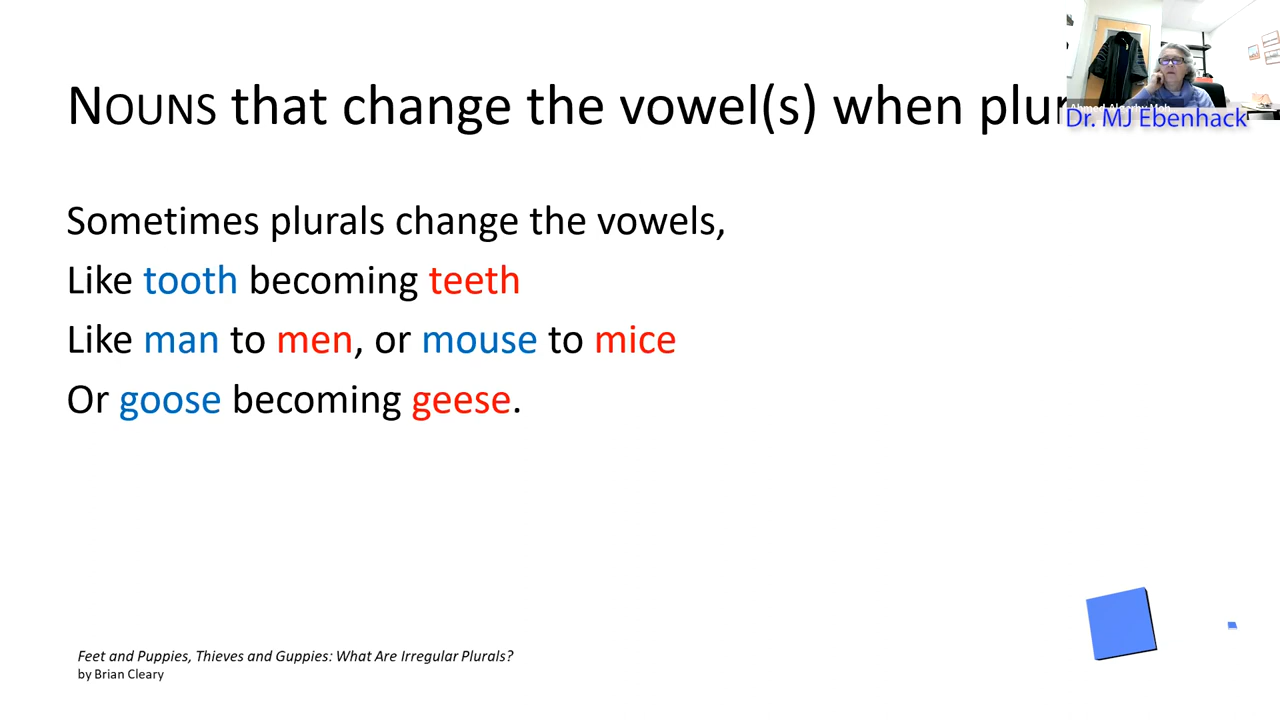 NOUNS that change the vowel(s) when plur
Dr. MJ Ebenhack
Sometimes plurals change the vowels,
Like tooth becoming teeth
Like man to men, or mouse to mice
Or goose becoming geese.
Feet and Puppies, Thieves and Guppies: What Are Irregular Plurals?
by Brian Cleary